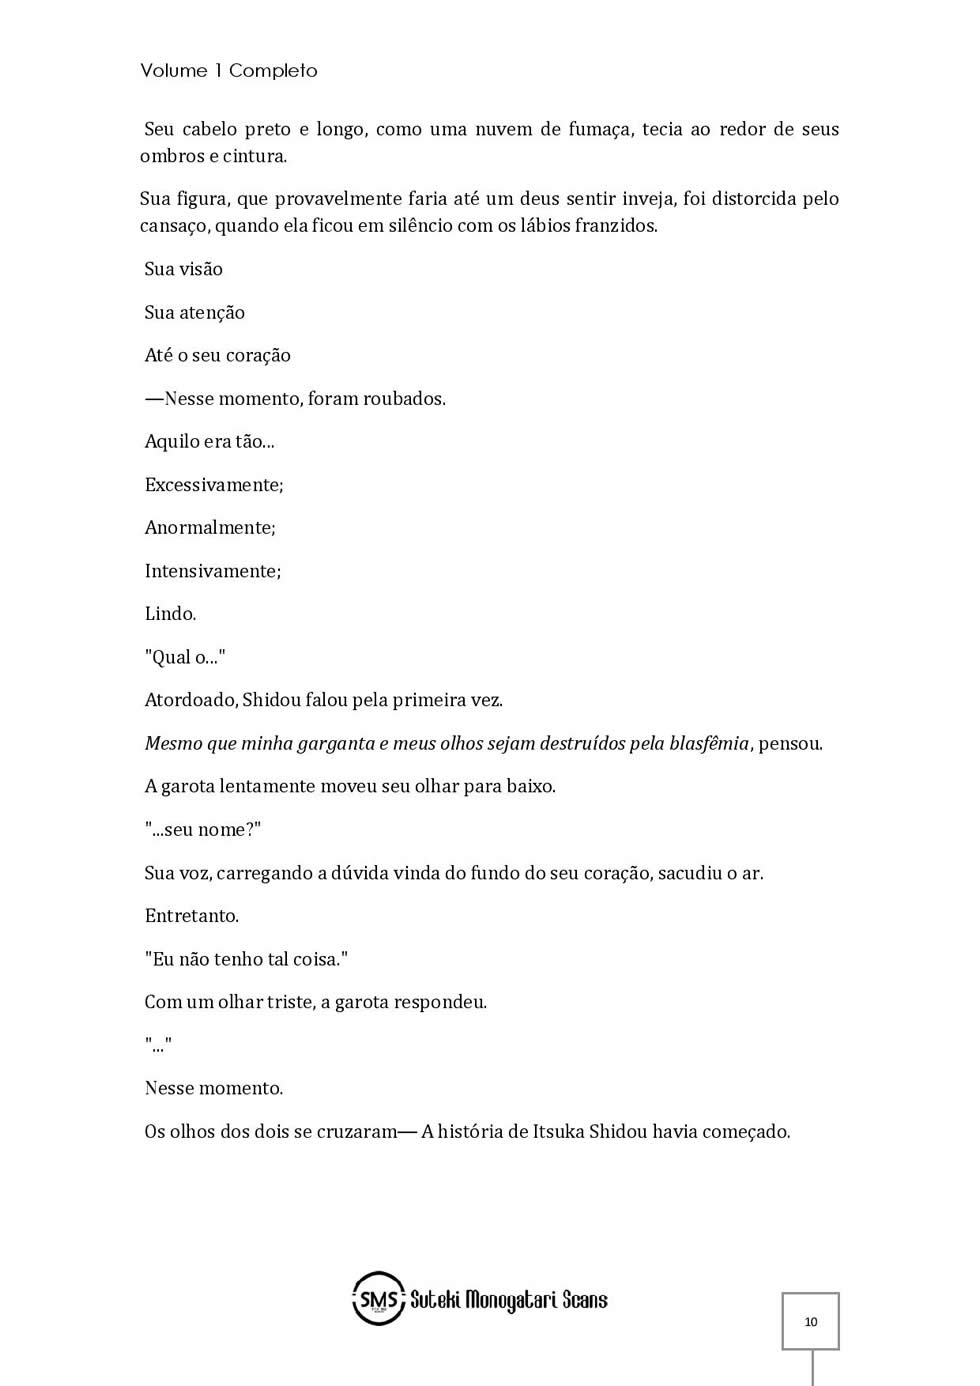 Volume 1 Completo
Seu cabelo preto e longo, como uma nuvem de fumaça, tecia ao redor de seus
ombros e cintura.
Sua figura, que provavelmente faria até um deus sentir inveja, foi distorcida pelo
cansaço, quando ela ficou em silêncio com os lábios franzidos.
Sua visão
Sua atenção
Até o seu coração
—Nesse momento, foram roubados.
Aquilo era tão...
Excessivamente;
Anormalmente;
Intensivamente;
Lindo.
"Qual o..."
Atordoado, Shidou falou pela primeira vez.
Mesmo que minha garganta e meus olhos sejam destruídos pela blasfêmia, pensou.
A garota lentamente moveu seu olhar para baixo.
"...seu nome?"
Sua voz, carregando a dúvida vinda do fundo do seu coração, sacudiu o ar.
Entretanto.
"Eu não tenho tal coisa."
Com um olhar triste, a garota respondeu.
"..."
Nesse momento.
Os olhos dos dois se cruzaram— A história de Itsuka Shidou havia começado.
SMS Suteki Monogatari Scans
10